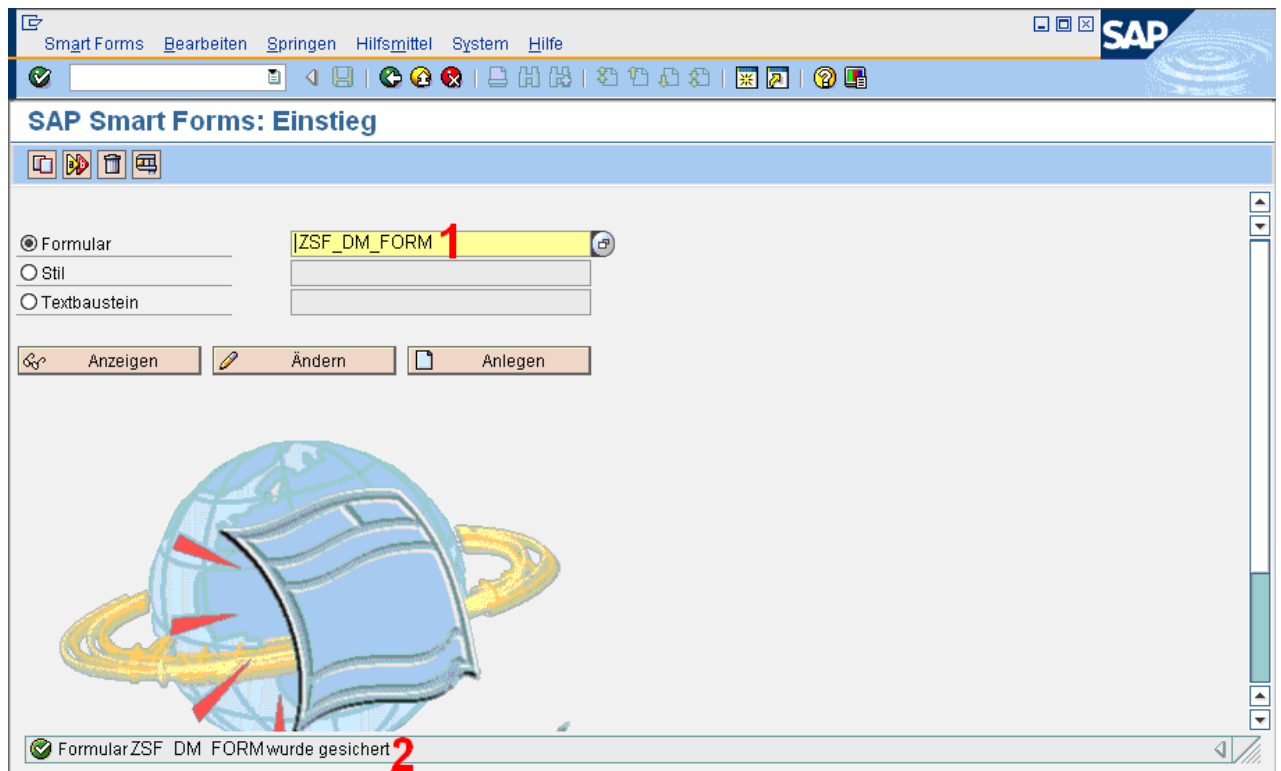 Smart Forms Bearbeiten Springen Hilfsmittel System Hilfe
SAP
SAP Smart Forms: Einstieg
Formular ZSF_DM_FORM 1
Stil
Textbaustein
Anzeigen Ändern Anlegen
Formular ZSF_DM_FORM wurde gesichert 2